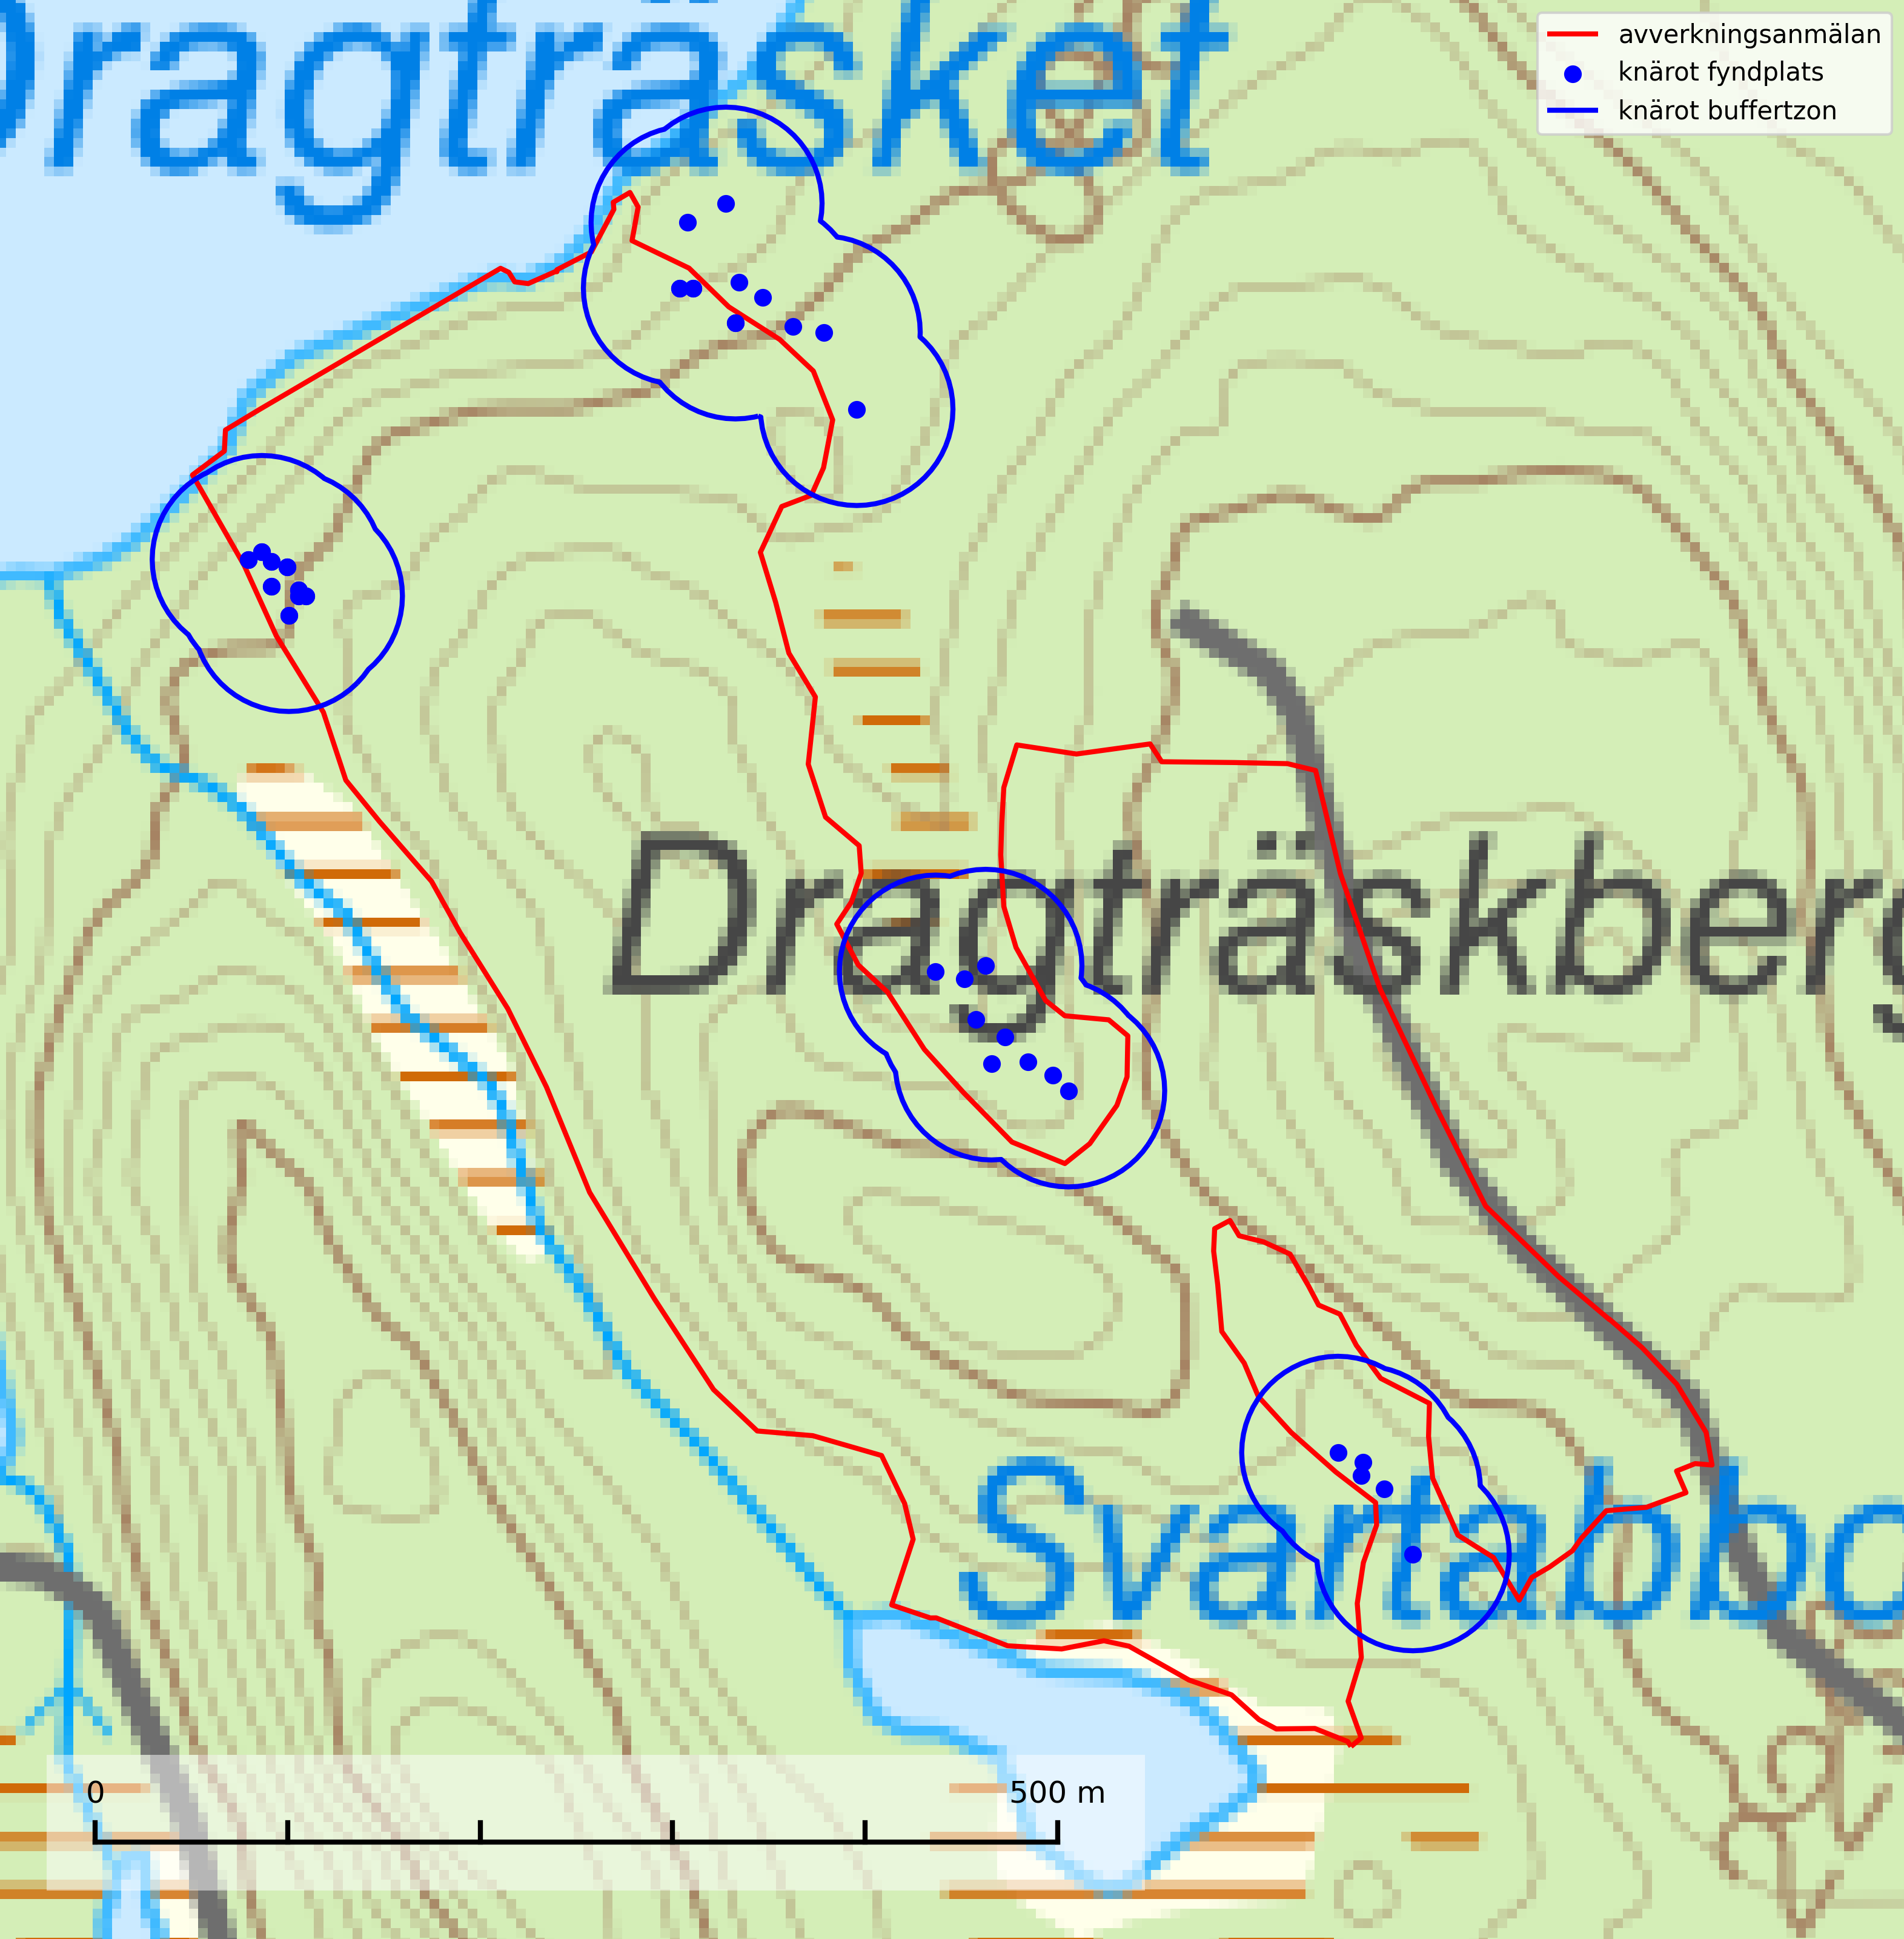 Dragträsket
avverkningsanmälan
knärot fyndplats
knärot buffertzon
Dragträskberg
Svartabbo
0 500 m